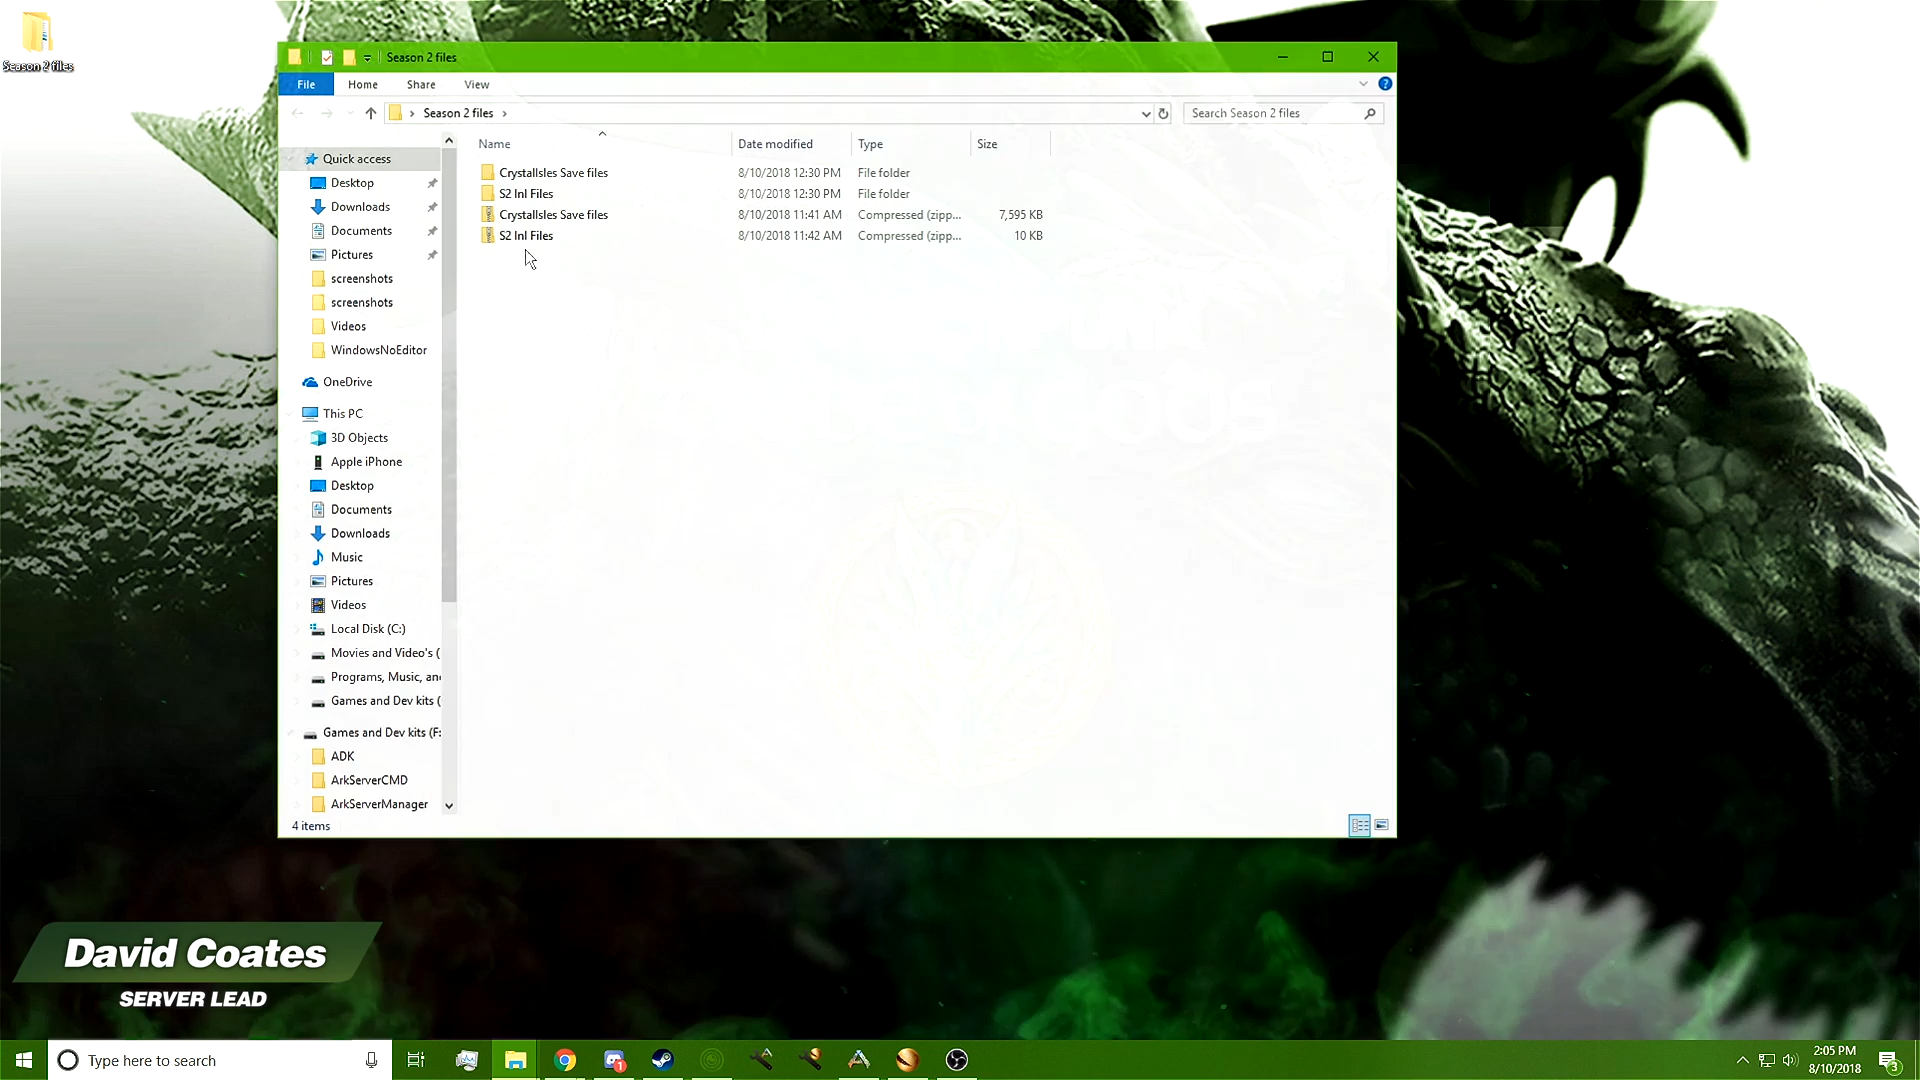 Season 2 files
Season 2 files
File
Home
Share
View
Season 2 files
Search Season 2 files
Name
Date modified
Type
Size
CrystalIsles Save files
8/10/2018 12:30 PM
File folder
S2 InI Files
8/10/2018 12:30 PM
File folder
CrystalIsles Save files
8/10/2018 11:41 AM
Compressed (zipp...
7,595 KB
S2 InI Files
8/10/2018 11:42 AM
Compressed (zipp...
10 KB
Quick access
Desktop
Downloads
Documents
Pictures
screenshots
screenshots
Videos
WindowsNoEditor
OneDrive
This PC
3D Objects
Apple iPhone
Desktop
Documents
Downloads
Music
Pictures
Videos
Local Disk (C:)
Movies and Video's (
Programs, Music, and
Games and Dev kits (
Games and Dev kits (F:
ADK
ArkServerCMD
ArkServerManager
4 items
David Coates
SERVER LEAD
Type here to search
1
2:05 PM
8/10/2018
3